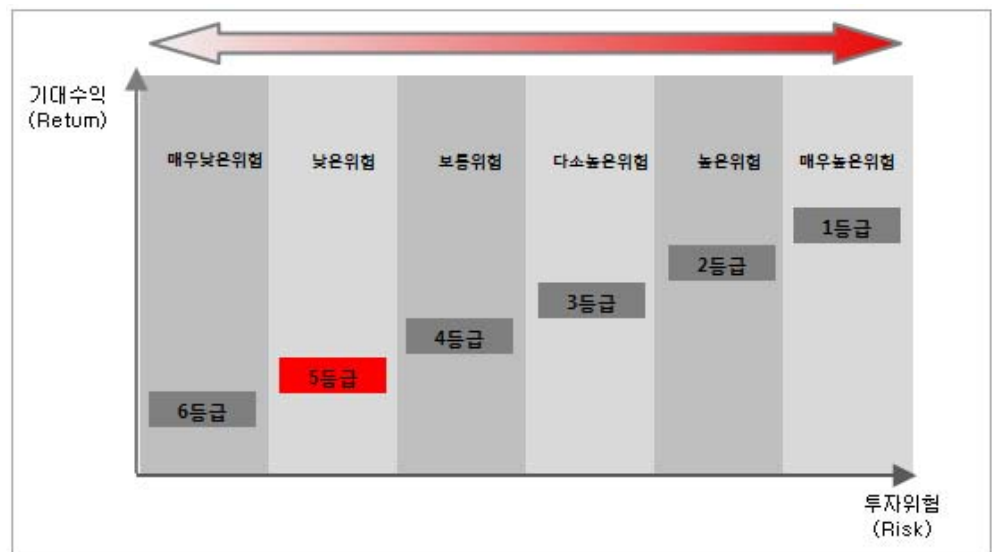 기대수익
(Retum)
매우낮은위험 낮은위험 보통위험 다소높은위험 높은위험 매우높은위험
1등급
2등급
3등급
4등급
5등급
6등급
투자위험
(Risk)